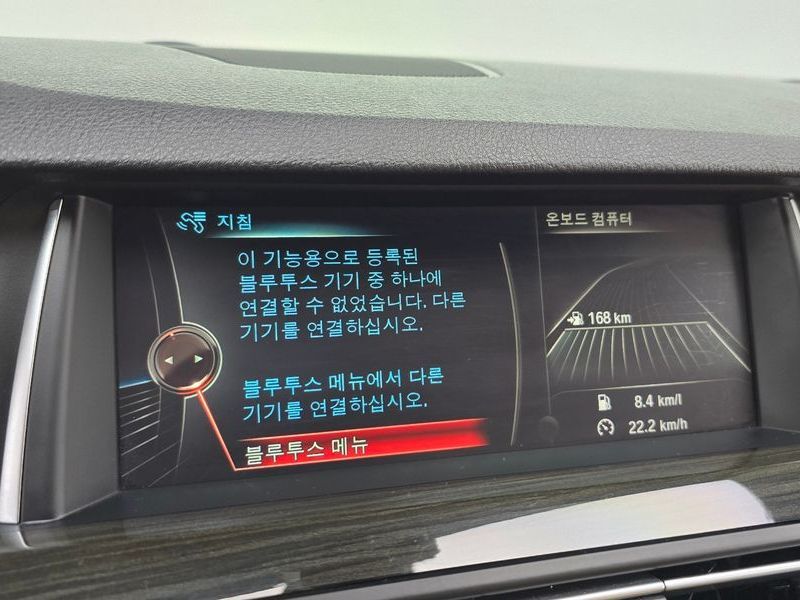 지침
이 기능용으로 등록된
블루투스 기기 중 하나에
연결할 수 없었습니다. 다른
기기를 연결하십시오.
블루투스 메뉴에서 다른
기기를 연결하십시오.
블루투스 메뉴
온보드 컴퓨터
168 km
8.4 km/l
22.2 km/h